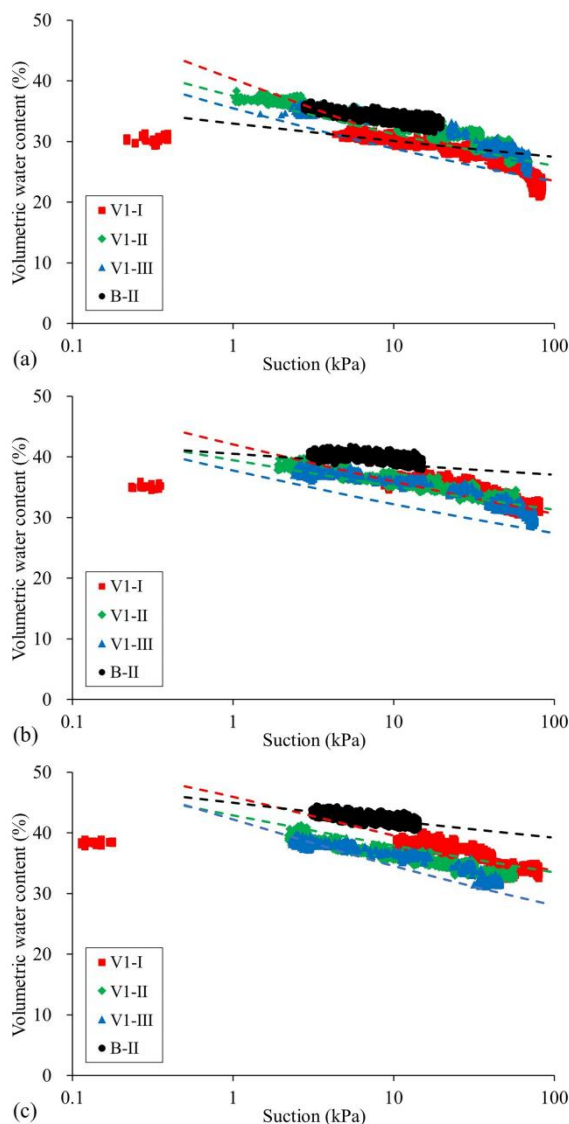 50
40
30
20
10
0
Volumetric water content (%)
V1-I
V1-II
V1-III
B-II
0.1 1 10 100
Suction (kPa)
(a)
50
40
30
20
10
0
Volumetric water content (%)
V1-I
V1-II
V1-III
B-II
0.1 1 10 100
Suction (kPa)
(b)
50
40
30
20
10
0
Volumetric water content (%)
V1-I
V1-II
V1-III
B-II
0.1 1 10 100
Suction (kPa)
(c)